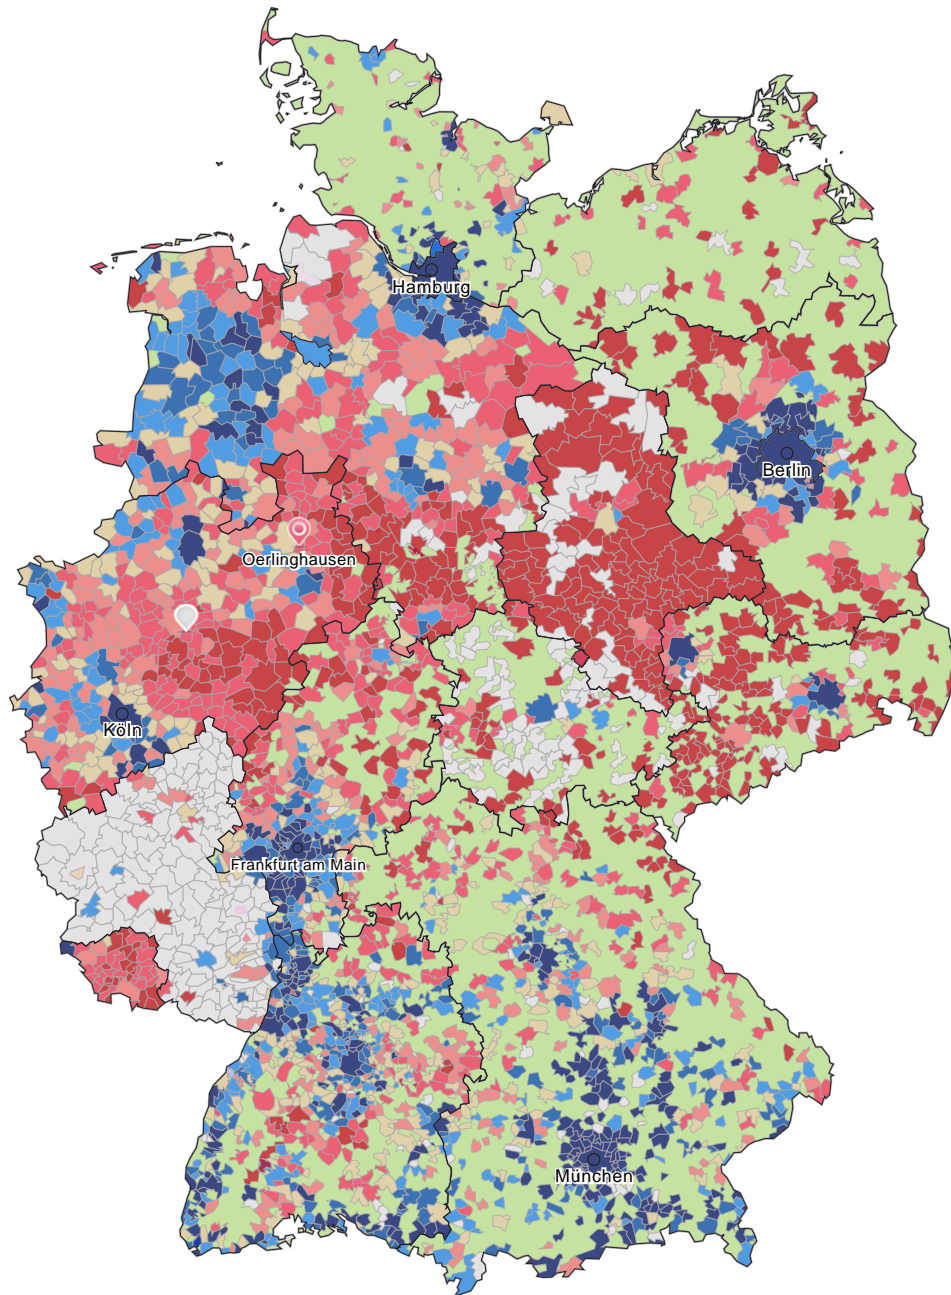 Hamburg
Berlin
Oerlinghausen
Köln
Frankfurt am Main
München